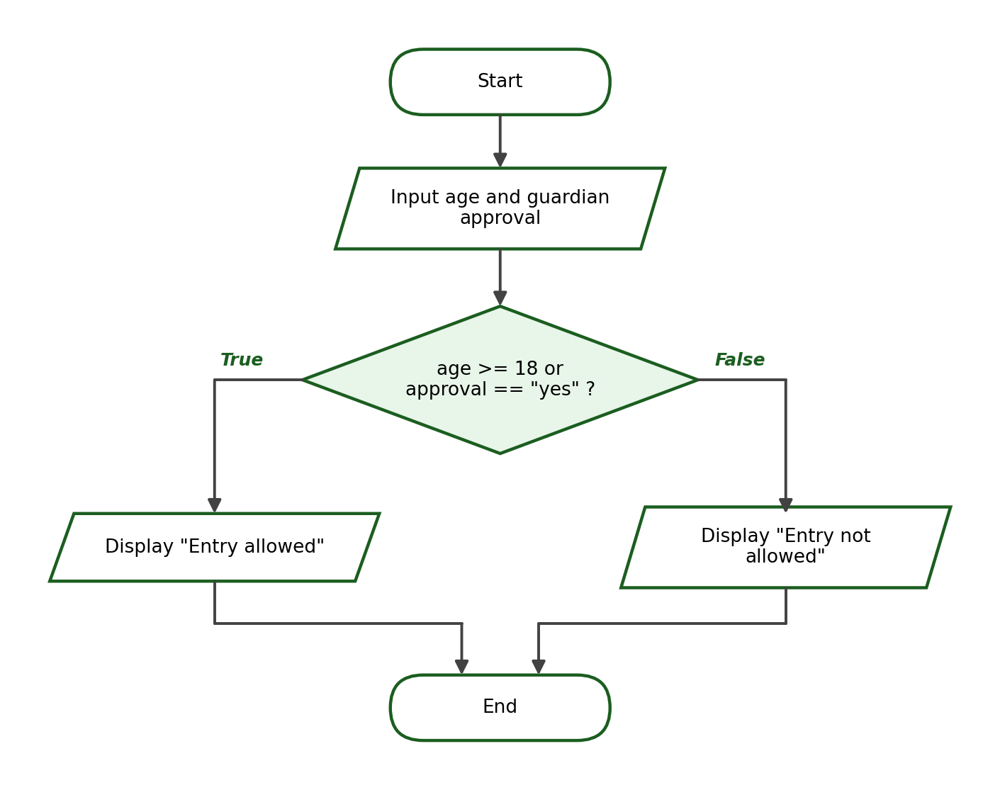 Start
Input age and guardian
approval
age >= 18 or
approval == "yes" ?
True
False
Display "Entry allowed"
Display "Entry not
allowed"
End